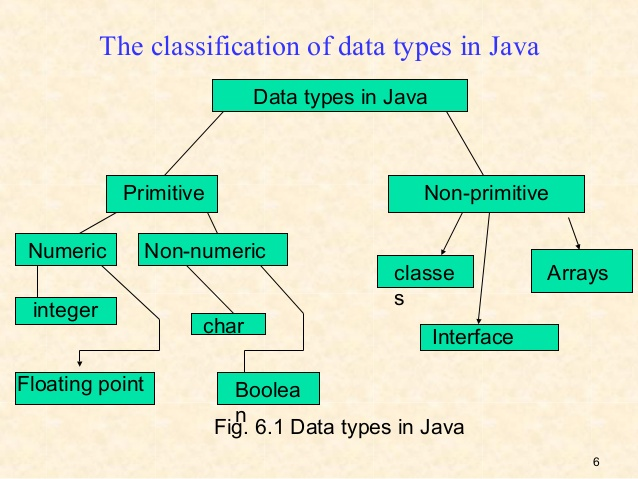 The classification of data types in Java
Data types in Java
Primitive
Non-primitive
Numeric
Non-numeric
classe
s
Arrays
integer
char
Interface
Floating point
Boolea
n
Fig. 6.1 Data types in Java
6